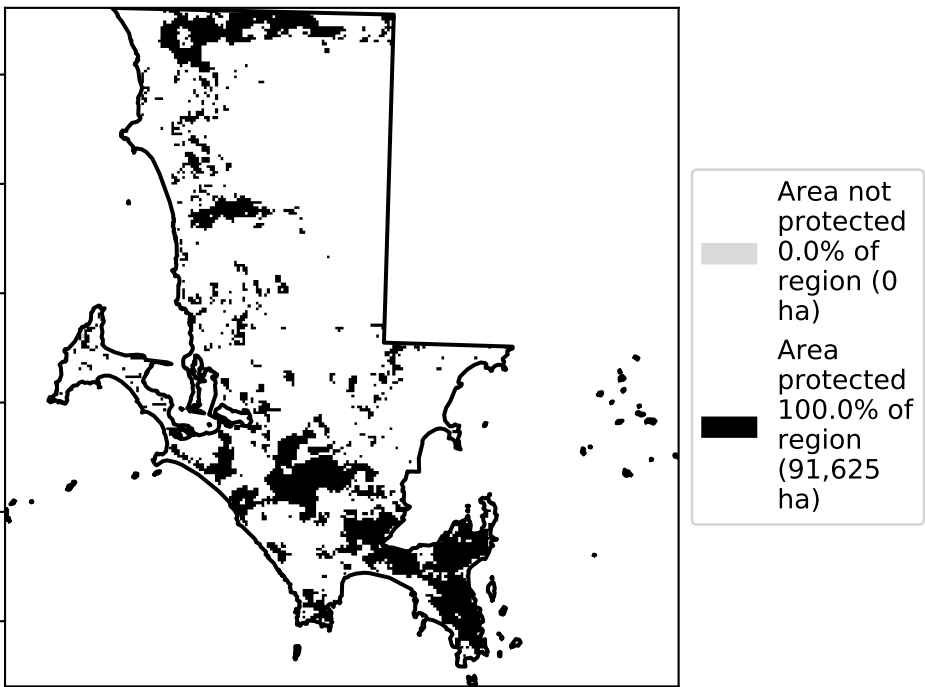 Area not
protected
0.0% of
region (0
ha)
Area
protected
100.0% of
region
(91,625
ha)